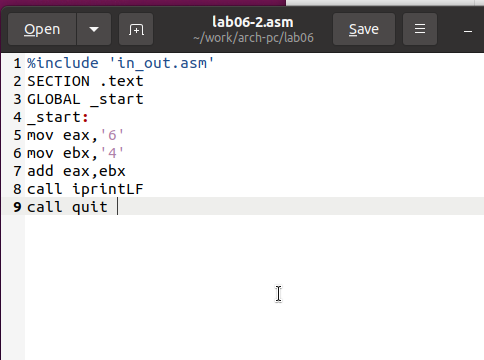 Open
lab06-2.asm
~/work/arch-pc/lab06
Save
1 %include 'in_out.asm'
2 SECTION .text
3 GLOBAL _start
4 _start:
5 mov eax,'6'
6 mov ebx,'4'
7 add eax,ebx
8 call iprintLF
9 call quit